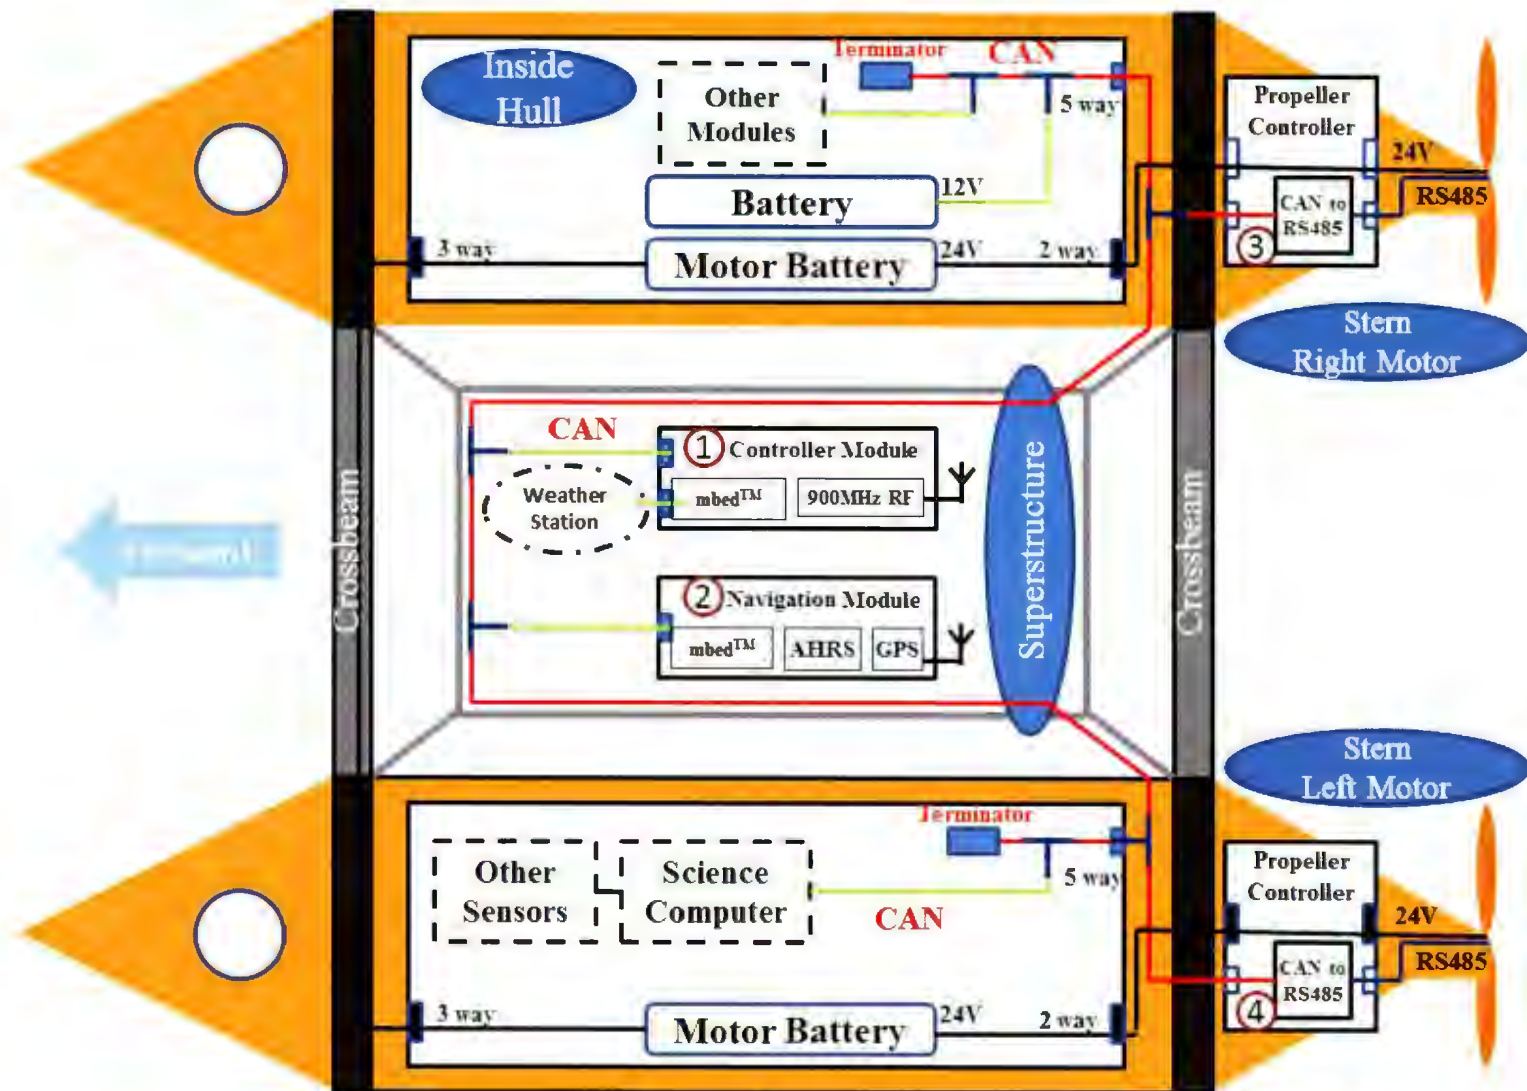 Inside
Hull
Terminator
CAN
Other
Modules
5 way
Battery
12V
3 way
Motor Battery
24V
2 way
Propeller
Controller
24V
CAN to
RS485
RS485
3
Stern
Right Motor
Crossbeam
CAN
1
Controller Module
mbed™
900MHz RF
Weather
Station
2
Navigation Module
mbed™
AHRS
GPS
Superstructure
Crossbeam
Stern
Left Motor
Terminator
Other
Sensors
Science
Computer
5 way
CAN
3 way
Motor Battery
24V
2 way
Propeller
Controller
24V
CAN to
RS485
RS485
4